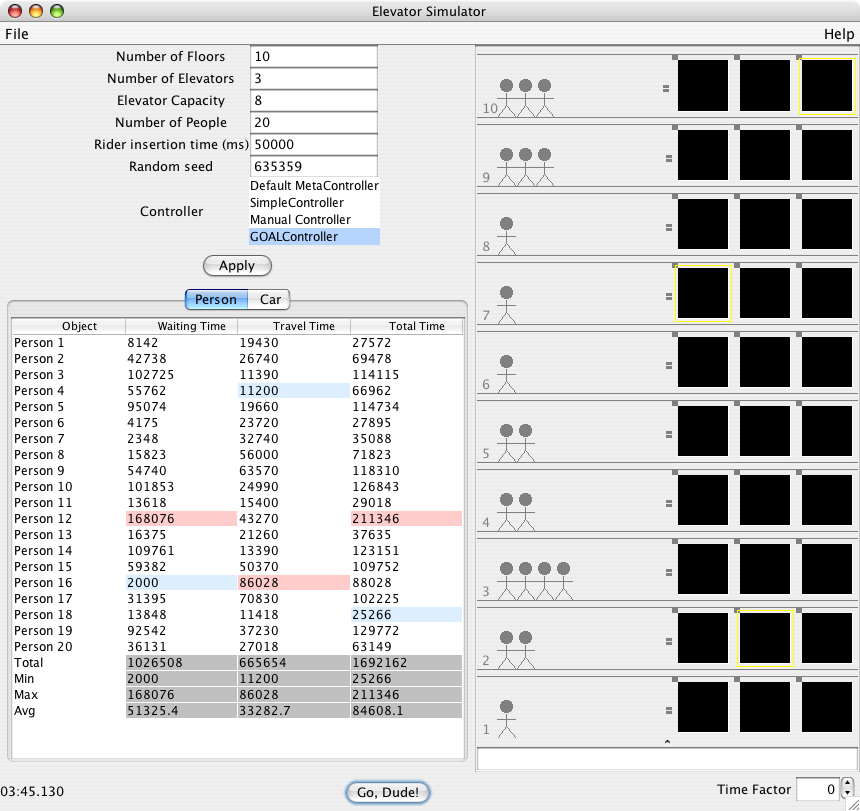 Elevator Simulator
File Help
Number of Floors 10
Number of Elevators 3
Elevator Capacity 8
Number of People 20
Rider insertion time (ms) 50000
Random seed 635359
Controller
Default MetaController
SimpleController
Manual Controller
GOALController
Apply
Person Car
Object Waiting Time Travel Time Total Time
Person 1 8142 19430 27572
Person 2 42738 26740 69478
Person 3 102725 11390 114115
Person 4 55762 11200 66962
Person 5 95074 19660 114734
Person 6 4175 23720 27895
Person 7 2348 32740 35088
Person 8 15823 56000 71823
Person 9 54740 63570 118310
Person 10 101853 24990 126843
Person 11 13618 15400 29018
Person 12 168076 43270 211346
Person 13 16375 21260 37635
Person 14 109761 13390 123151
Person 15 59382 50370 109752
Person 16 2000 86028 88028
Person 17 31395 70830 102225
Person 18 13848 11418 25266
Person 19 92542 37230 129772
Person 20 36131 27018 63149
Total 1026508 665654 1692162
Min 2000 11200 25266
Max 168076 86028 211346
Avg 51325.4 33282.7 84608.1
10
9
8
7
6
5
4
3
2
1
03:45.130
Go, Dude!
Time Factor 0